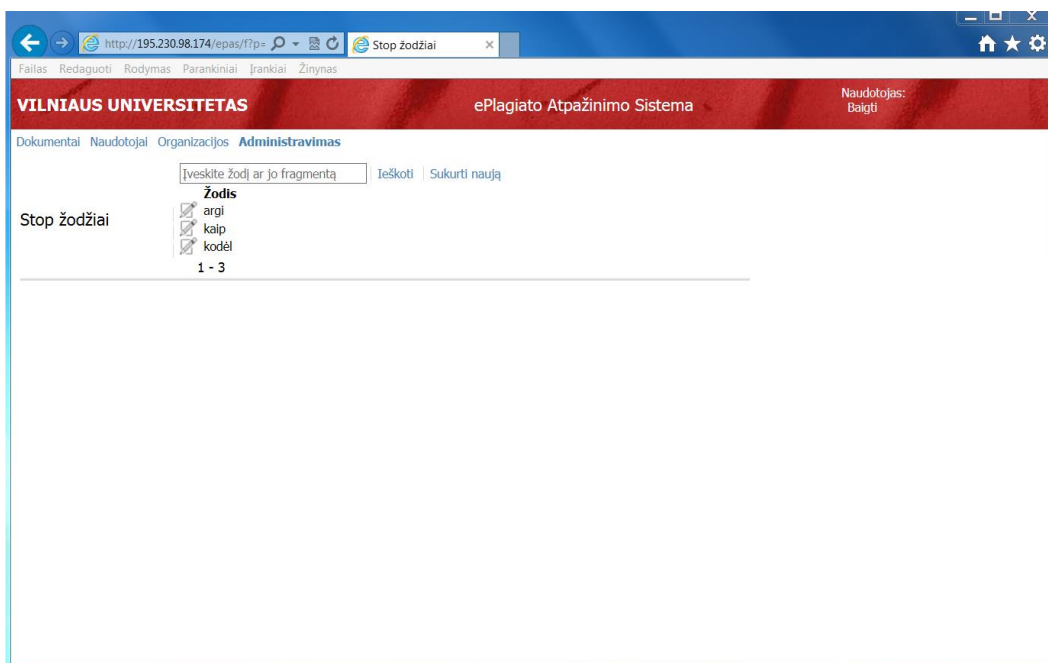 http://195.230.98.174/epas/f?p= Stop žodžiai
Failas Redaguoti Rodymas Parankiniai Įrankiai Žinynas
VILNIAUS UNIVERSITETAS ePlagiato Atpažinimo Sistema Naudotojas:
Baigti
Dokumentai Naudotojai Organizacijos Administravimas
Įveskite žodį ar jo fragmentą Ieškoti Sukurti naują
Žodis
Stop žodžiai
argi
kaip
kodėl
1 - 3